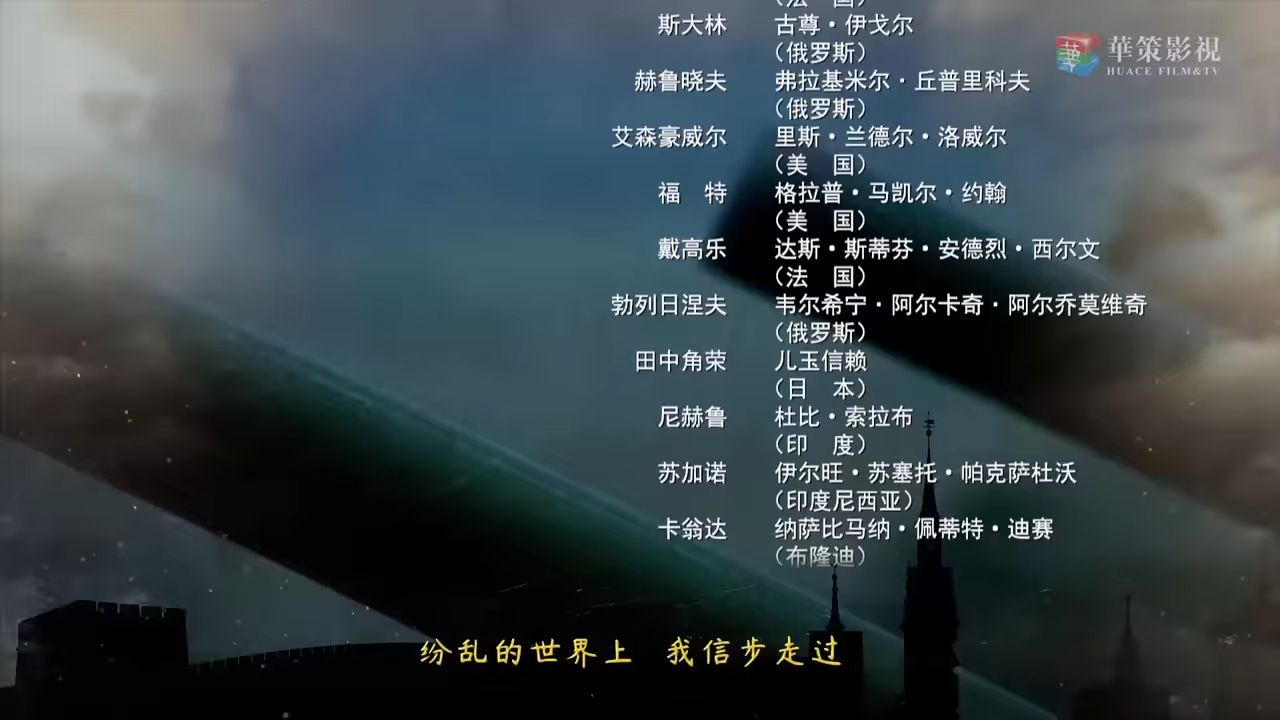 （法　国）
斯大林　古尊·伊戈尔
（俄罗斯）
華策影視
HUACE FILM&TV
赫鲁晓夫　弗拉基米尔·丘普里科夫
（俄罗斯）
艾森豪威尔　里斯·兰德尔·洛威尔
（美　国）
福　特　格拉普·马凯尔·约翰
（美　国）
戴高乐　达斯·斯蒂芬·安德烈·西尔文
（法　国）
勃列日涅夫　韦尔希宁·阿尔卡奇·阿尔乔莫维奇
（俄罗斯）
田中角荣　儿玉信赖
（日　本）
尼赫鲁　杜比·索拉布
（印　度）
苏加诺　伊尔旺·苏塞托·帕克萨杜沃
（印度尼西亚）
卡翁达　纳萨比马纳·佩蒂特·迪赛
（布隆迪）
纷乱的世界上　我信步走过